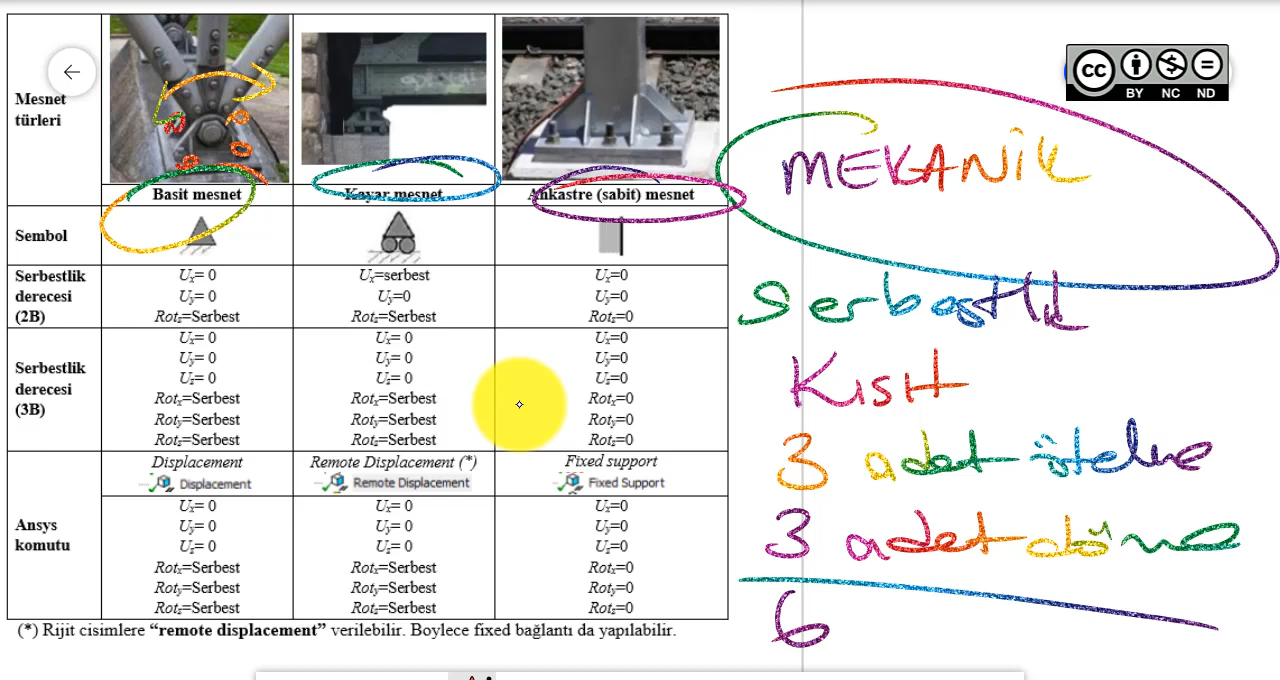 Mesnet türleri
Basit mesnet
Kayar mesnet
Ankastre (sabit) mesnet
Sembol
Serbestlik derecesi (2B)
Ux= 0
Uy= 0
Rotz=Serbest
Ux=serbest
Uy=0
Rotz=Serbest
Ux=0
Uy=0
Rotz=0
Serbestlik derecesi (3B)
Ux= 0
Uy= 0
Uz= 0
Rotx=Serbest
Roty=Serbest
Rotz=Serbest
Ux= 0
Uy= 0
Uz= 0
Rotx=Serbest
Roty=Serbest
Rotz=Serbest
Ux=0
Uy=0
Uz=0
Rotx=0
Roty=0
Rotz=0
Ansys komutu
Displacement
Displacement
Remote Displacement (*)
Remote Displacement
Fixed support
Fixed Support
Ux= 0
Uy= 0
Uz= 0
Rotx=Serbest
Roty=Serbest
Rotz=Serbest
Ux= 0
Uy= 0
Uz= 0
Rotx=Serbest
Roty=Serbest
Rotz=Serbest
Ux=0
Uy=0
Uz=0
Rotx=0
Roty=0
Rotz=0
(*) Rijit cisimlere “remote displacement” verilebilir. Boylece fixed bağlantı da yapılabilir.
cc BY NC ND
MEKANİK
Serbestlik
Kısıt
3 adet öteleme
3 adet dönme
6